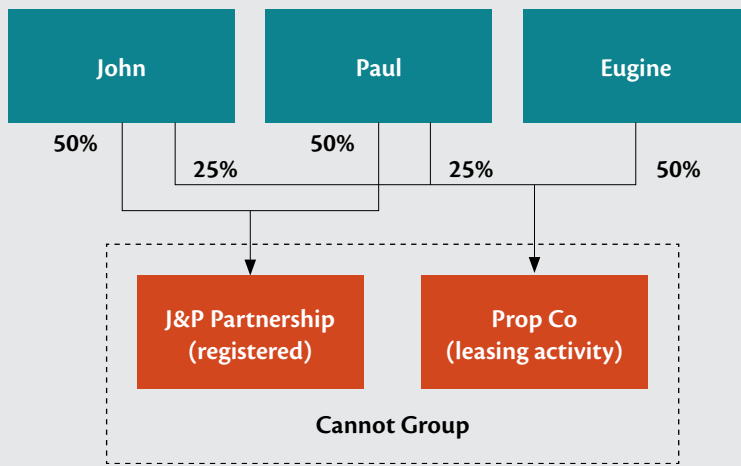 John
Paul
Eugine
50%
25%
50%
25%
50%
J&P Partnership
(registered)
Prop Co
(leasing activity)
Cannot Group